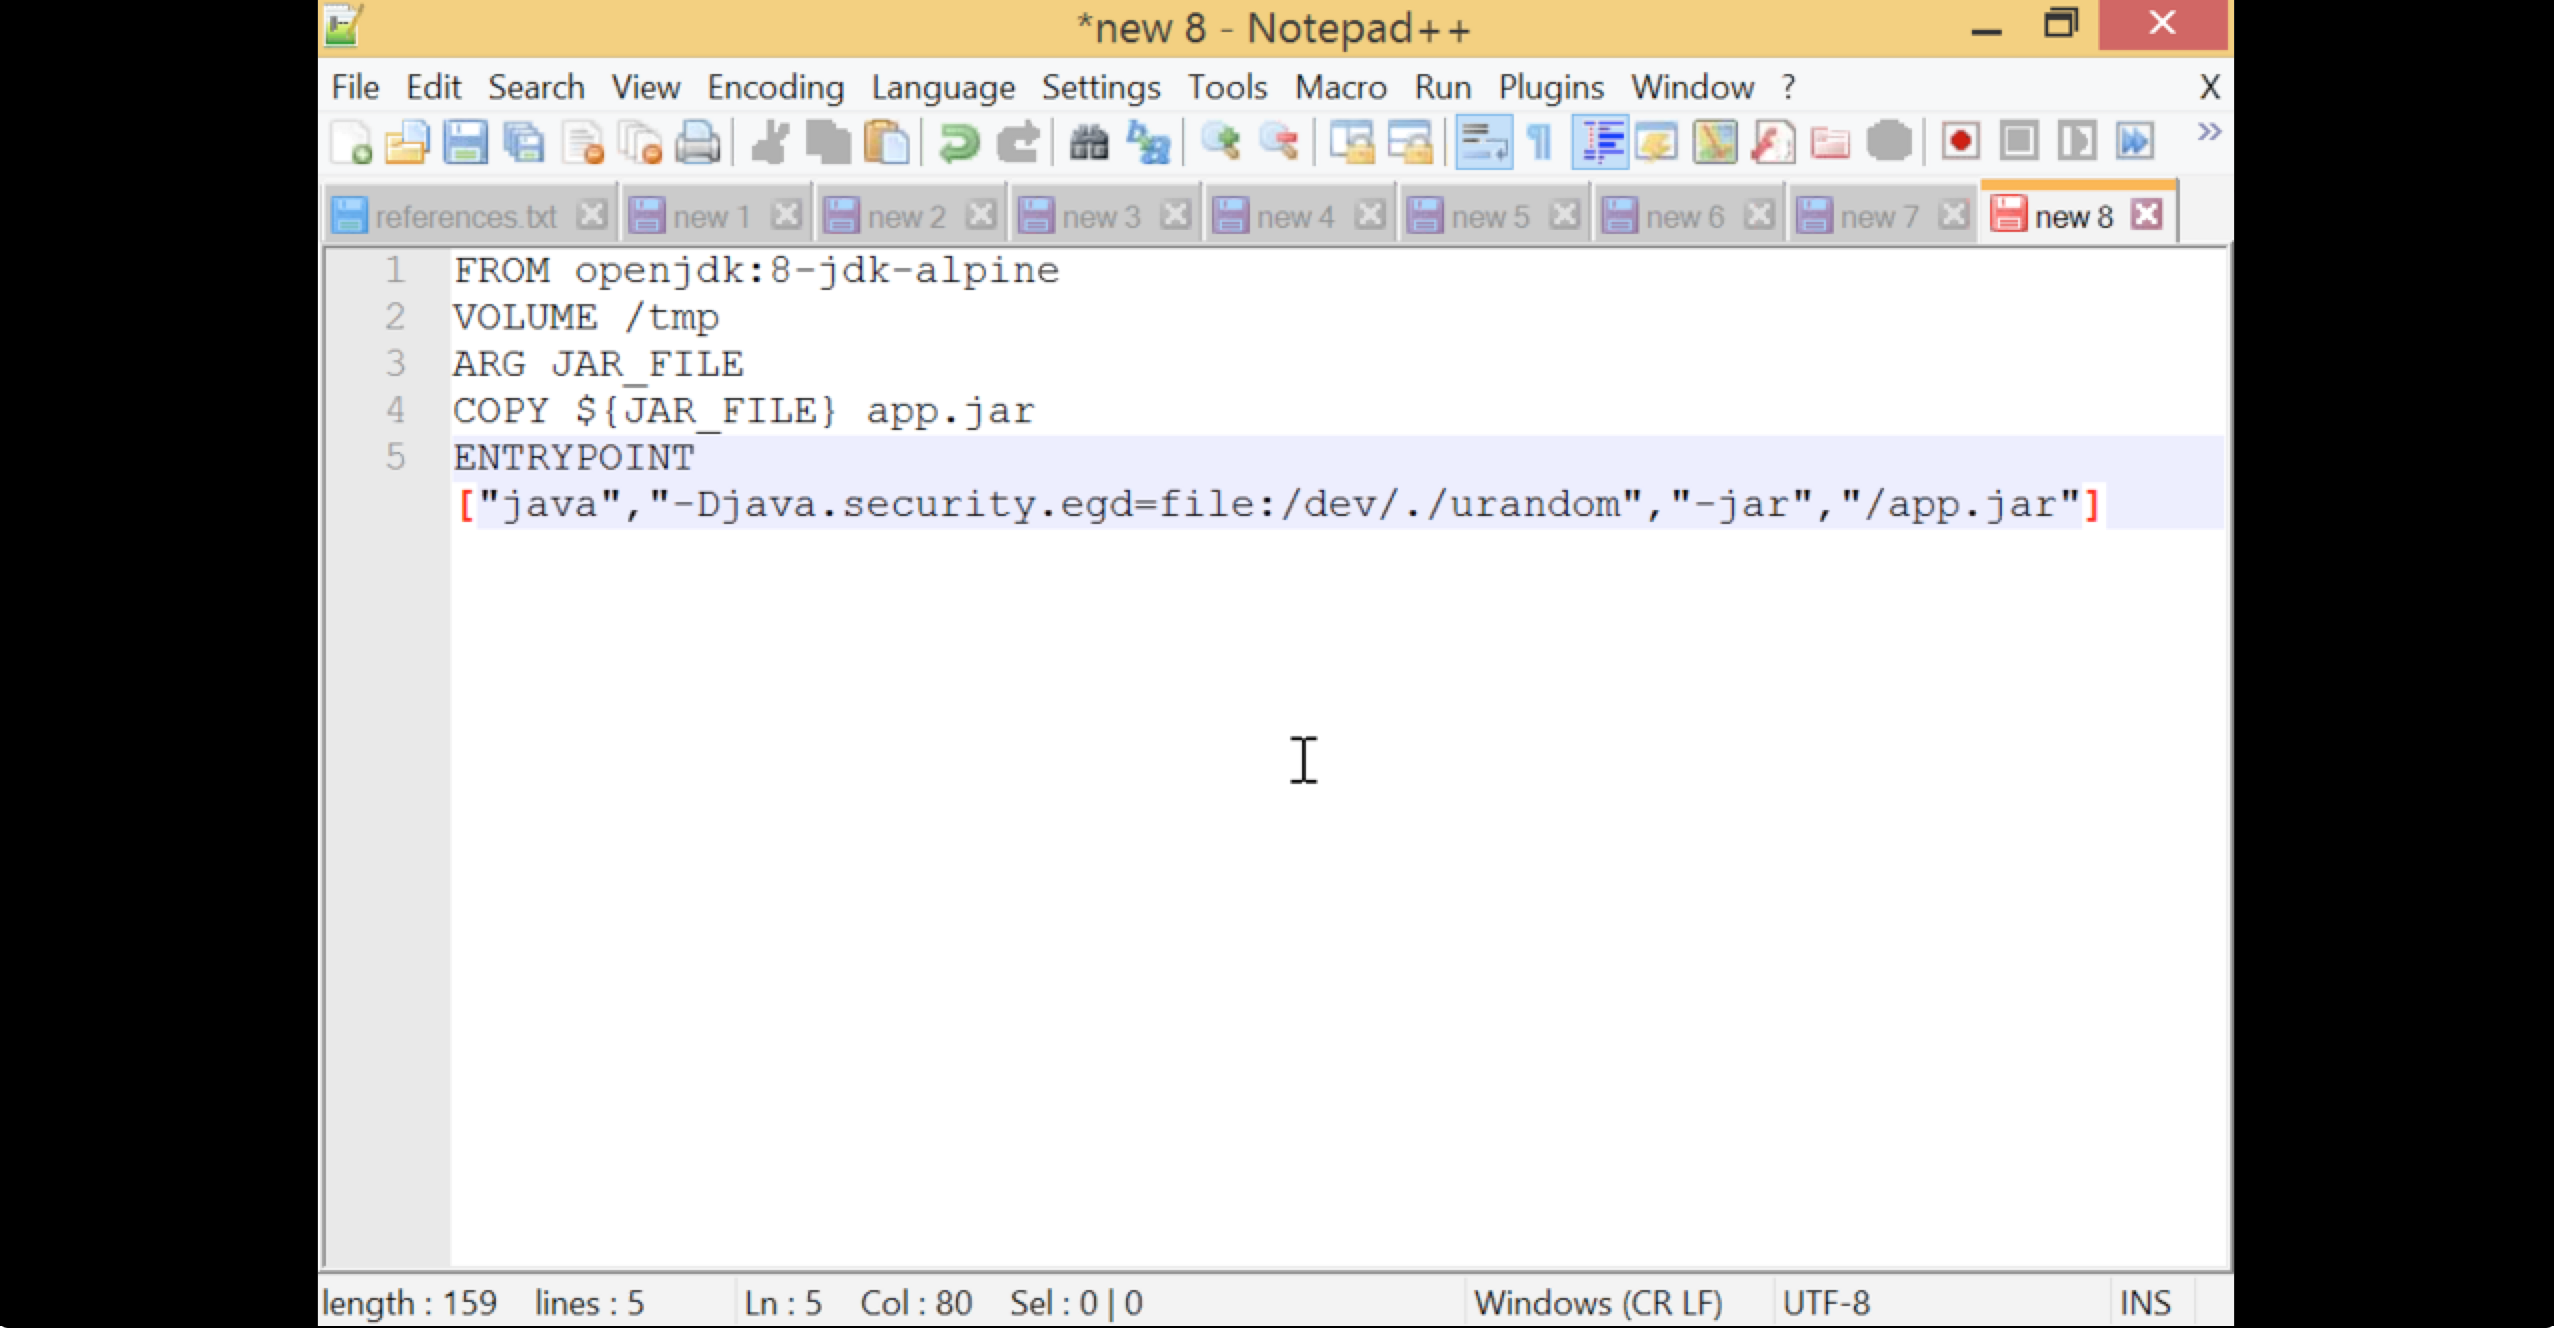 *new 8 - Notepad++
File Edit Search View Encoding Language Settings Tools Macro Run Plugins Window ? X
references.txt new 1 new 2 new 3 new 4 new 5 new 6 new 7 new 8
1 FROM openjdk:8-jdk-alpine
2 VOLUME /tmp
3 ARG JAR_FILE
4 COPY ${JAR_FILE} app.jar
5 ENTRYPOINT
["java","-Djava.security.egd=file:/dev/./urandom","-jar","/app.jar"]
length : 159 lines : 5 Ln : 5 Col : 80 Sel : 0 | 0 Windows (CR LF) UTF-8 INS